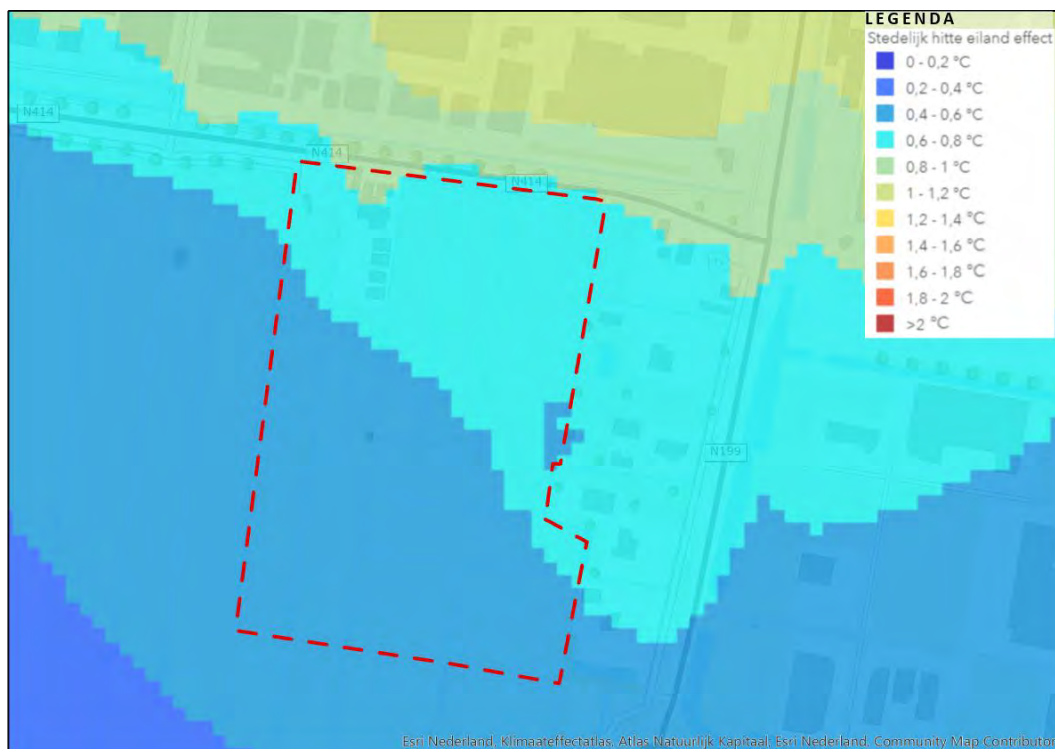 LEGENDA
Stedelijk hitte eiland effect
0 - 0,2 °C
0,2 - 0,4 °C
0,4 - 0,6 °C
0,6 - 0,8 °C
0,8 - 1 °C
1 - 1,2 °C
1,2 - 1,4 °C
1,4 - 1,6 °C
1,6 - 1,8 °C
1,8 - 2 °C
>2 °C
N414
N414
N414
N199
Esri Nederland, Klimaateffectatlas, Atlas Natuurlijk Kapitaal, Esri Nederland, Community Map Contributor